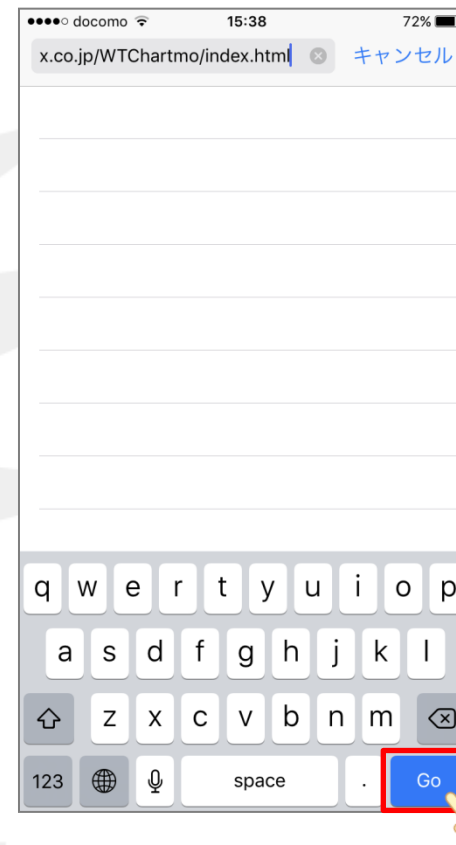 docomo 15:38 72%
x.co.jp/WTChartmo/index.html キャンセル
q w e r t y u i o p
a s d f g h j k l
z x c v b n m
123 space . Go